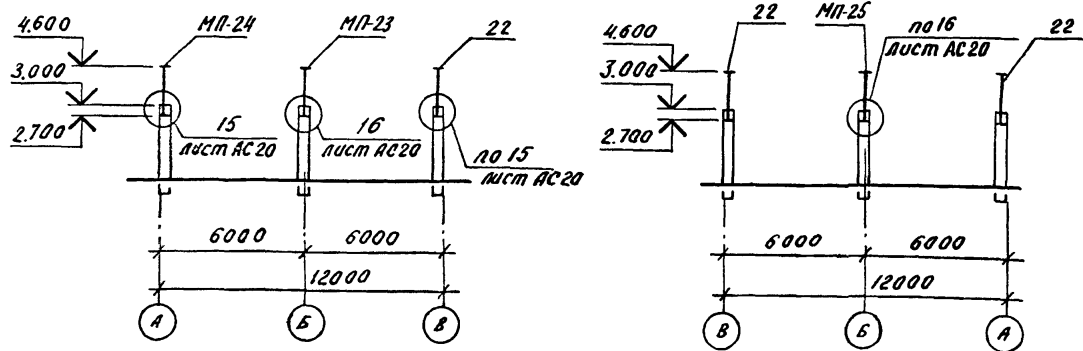 4.600
3.000
2.700
МП-24
МП-23
22
15
лист АС20
16
лист АС20
по 15
лист АС20
6000
6000
12000
А
Б
В
4.600
3.000
2.700
22
МП-25
по 16
лист АС20
22
6000
6000
12000
В
Б
А